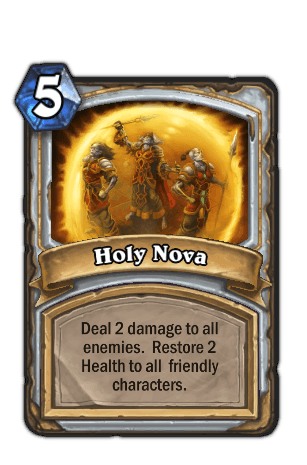 5
Holy Nova
Deal 2 damage to all
enemies. Restore 2
Health to all friendly
characters.